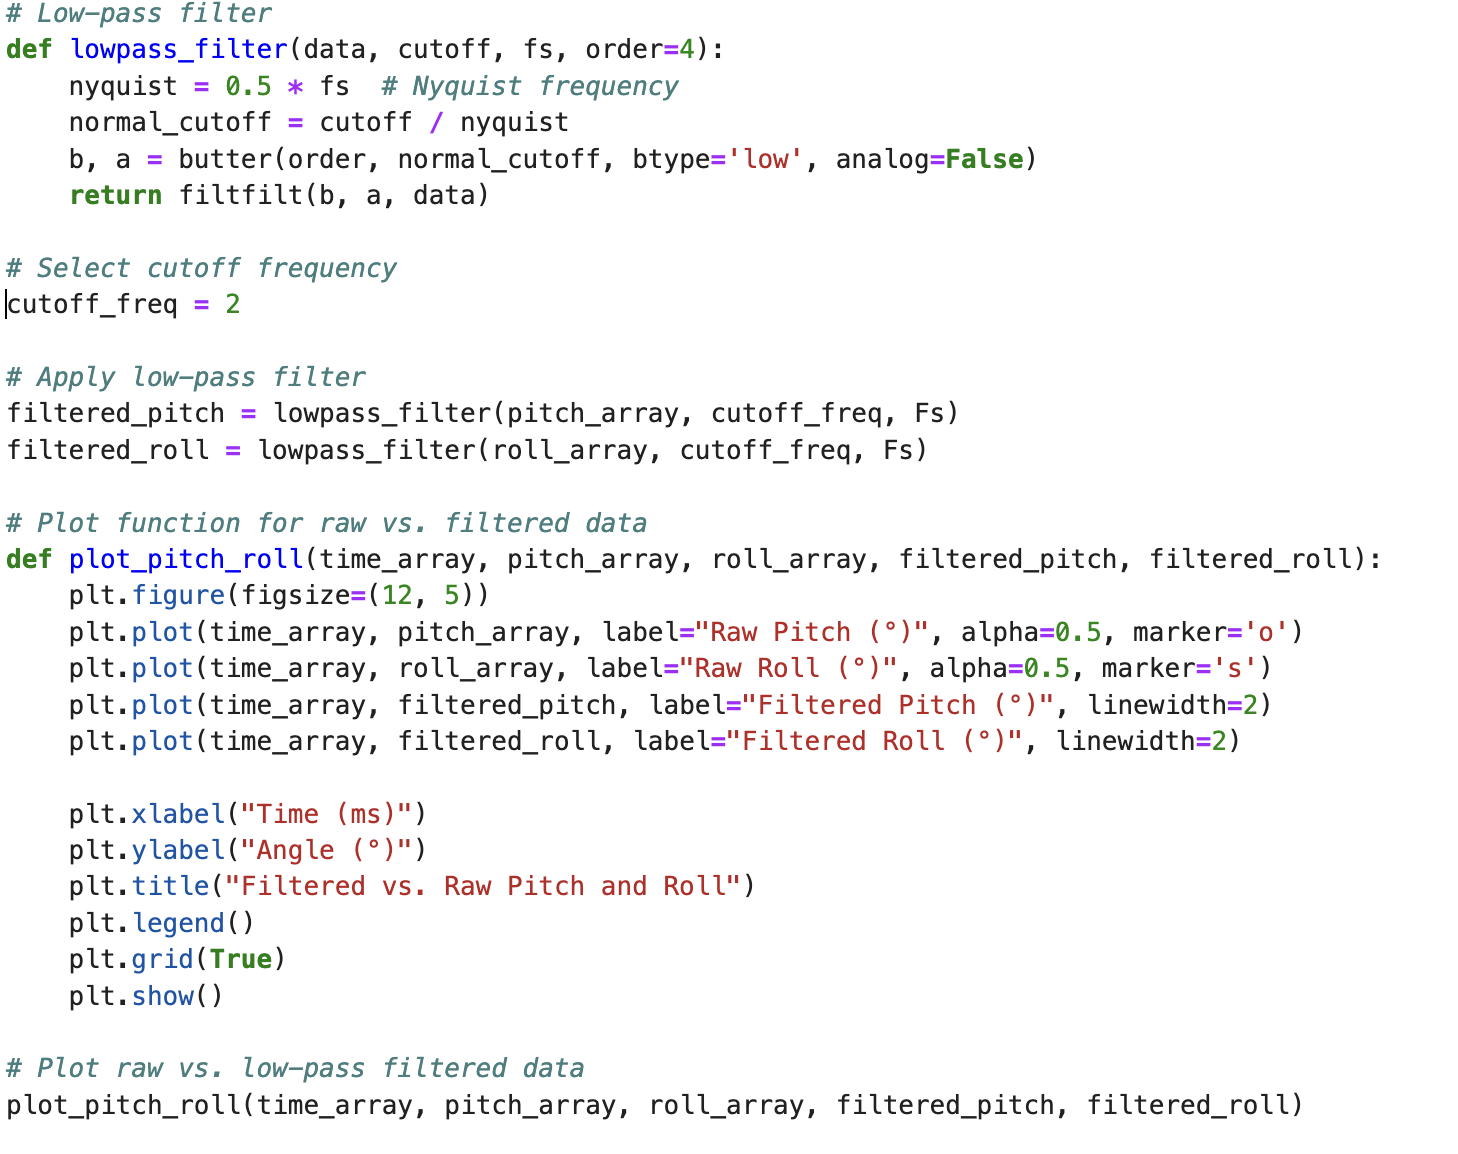 # Low-pass filter
def lowpass_filter(data, cutoff, fs, order=4):
    nyquist = 0.5 * fs  # Nyquist frequency
    normal_cutoff = cutoff / nyquist
    b, a = butter(order, normal_cutoff, btype='low', analog=False)
    return filtfilt(b, a, data)

# Select cutoff frequency
cutoff_freq = 2

# Apply low-pass filter
filtered_pitch = lowpass_filter(pitch_array, cutoff_freq, Fs)
filtered_roll = lowpass_filter(roll_array, cutoff_freq, Fs)

# Plot function for raw vs. filtered data
def plot_pitch_roll(time_array, pitch_array, roll_array, filtered_pitch, filtered_roll):
    plt.figure(figsize=(12, 5))
    plt.plot(time_array, pitch_array, label="Raw Pitch (°)", alpha=0.5, marker='o')
    plt.plot(time_array, roll_array, label="Raw Roll (°)", alpha=0.5, marker='s')
    plt.plot(time_array, filtered_pitch, label="Filtered Pitch (°)", linewidth=2)
    plt.plot(time_array, filtered_roll, label="Filtered Roll (°)", linewidth=2)

    plt.xlabel("Time (ms)")
    plt.ylabel("Angle (°)")
    plt.title("Filtered vs. Raw Pitch and Roll")
    plt.legend()
    plt.grid(True)
    plt.show()

# Plot raw vs. low-pass filtered data
plot_pitch_roll(time_array, pitch_array, roll_array, filtered_pitch, filtered_roll)